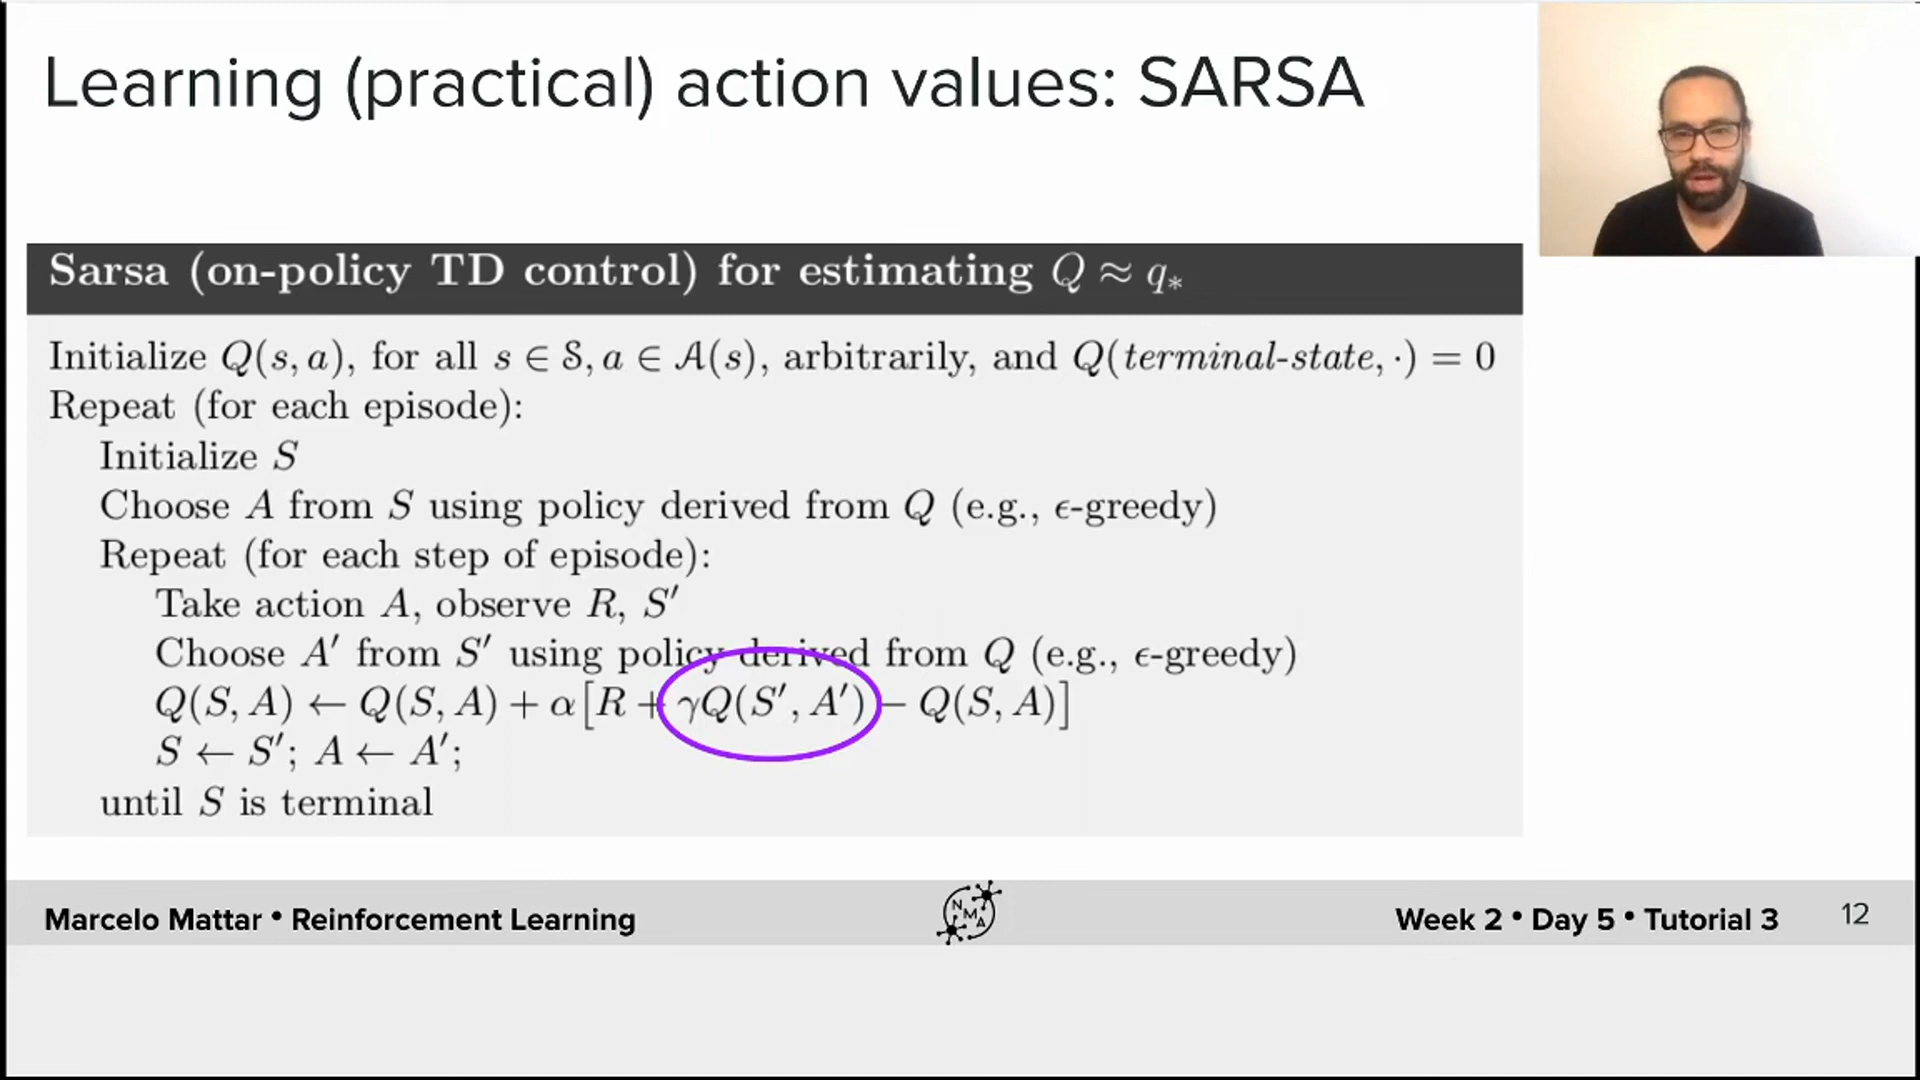 Learning (practical) action values: SARSA
Sarsa (on-policy TD control) for estimating Q ≈ q*
Initialize Q(s, a), for all s ∈ S, a ∈ A(s), arbitrarily, and Q(terminal-state, ·) = 0
Repeat (for each episode):
Initialize S
Choose A from S using policy derived from Q (e.g., ϵ-greedy)
Repeat (for each step of episode):
Take action A, observe R, S′
Choose A′ from S′ using policy derived from Q (e.g., ϵ-greedy)
Q(S, A) ← Q(S, A) + α[R + γQ(S′, A′) − Q(S, A)]
S ← S′; A ← A′;
until S is terminal
Marcelo Mattar • Reinforcement Learning
NMA
Week 2 • Day 5 • Tutorial 3
12